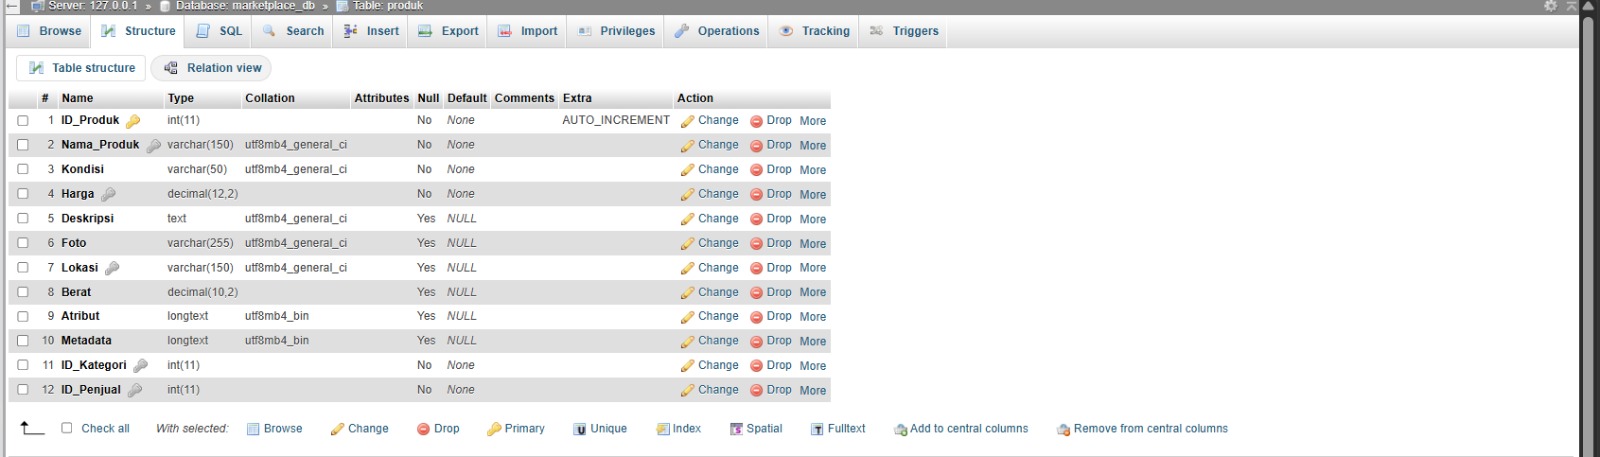 Server: 127.0.0.1 » Database: marketplace_db » Table: produk
Browse Structure SQL Search Insert Export Import Privileges Operations Tracking Triggers
Table structure Relation view
# Name Type Collation Attributes Null Default Comments Extra Action
1 ID_Produk int(11) No None AUTO_INCREMENT Change Drop More
2 Nama_Produk varchar(150) utf8mb4_general_ci No None Change Drop More
3 Kondisi varchar(50) utf8mb4_general_ci No None Change Drop More
4 Harga decimal(12,2) No None Change Drop More
5 Deskripsi text utf8mb4_general_ci Yes NULL Change Drop More
6 Foto varchar(255) utf8mb4_general_ci Yes NULL Change Drop More
7 Lokasi varchar(150) utf8mb4_general_ci Yes NULL Change Drop More
8 Berat decimal(10,2) Yes NULL Change Drop More
9 Atribut longtext utf8mb4_bin Yes NULL Change Drop More
10 Metadata longtext utf8mb4_bin Yes NULL Change Drop More
11 ID_Kategori int(11) No None Change Drop More
12 ID_Penjual int(11) No None Change Drop More
Check all With selected: Browse Change Drop Primary Unique Index Spatial Fulltext Add to central columns Remove from central columns